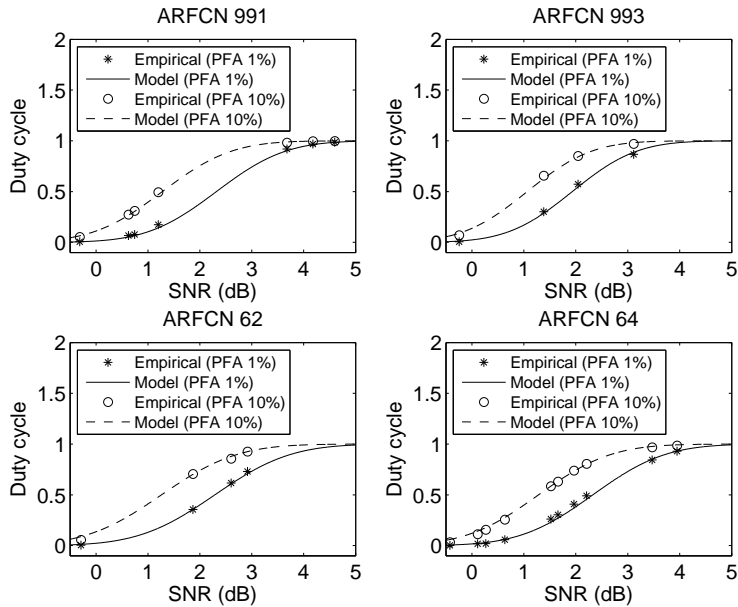 ARFCN 991
2
1.5
1
0.5
0
Duty cycle
Empirical (PFA 1%)
Model (PFA 1%)
Empirical (PFA 10%)
Model (PFA 10%)
0 1 2 3 4 5
SNR (dB)
ARFCN 993
2
1.5
1
0.5
0
Duty cycle
Empirical (PFA 1%)
Model (PFA 1%)
Empirical (PFA 10%)
Model (PFA 10%)
0 1 2 3 4 5
SNR (dB)
ARFCN 62
2
1.5
1
0.5
0
Duty cycle
Empirical (PFA 1%)
Model (PFA 1%)
Empirical (PFA 10%)
Model (PFA 10%)
0 1 2 3 4 5
SNR (dB)
ARFCN 64
2
1.5
1
0.5
0
Duty cycle
Empirical (PFA 1%)
Model (PFA 1%)
Empirical (PFA 10%)
Model (PFA 10%)
0 1 2 3 4 5
SNR (dB)